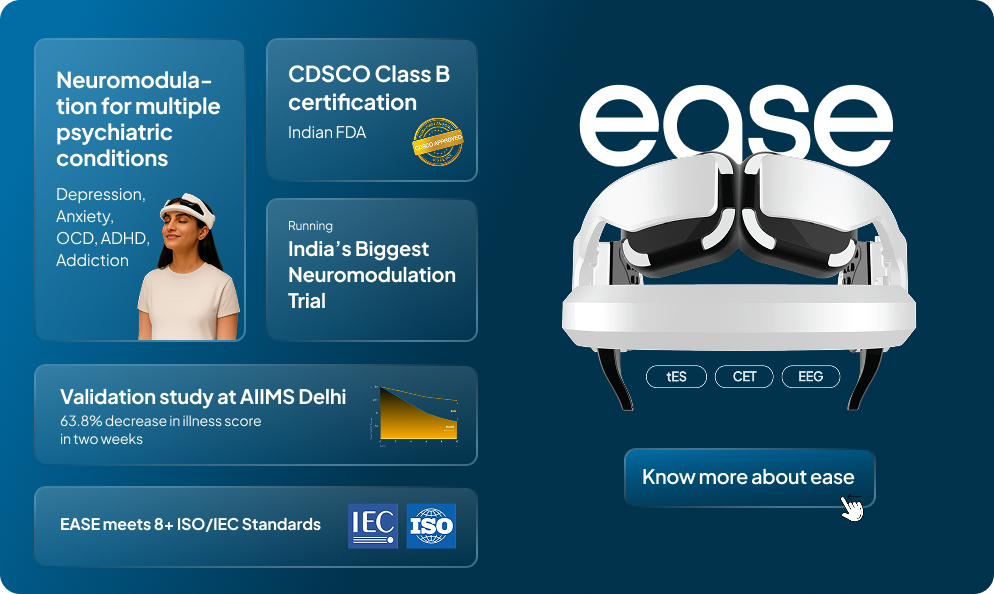 Neuromodula-
tion for multiple
psychiatric
conditions
Depression,
Anxiety,
OCD, ADHD,
Addiction
CDSCO Class B
certification
Indian FDA
CDSCO APPROVED
Running
India's Biggest
Neuromodulation
Trial
Validation study at AIIMS Delhi
63.8% decrease in illness score
in two weeks
EASE meets 8+ ISO/IEC Standards
IEC
ISO
ease
tES
CET
EEG
Know more about ease